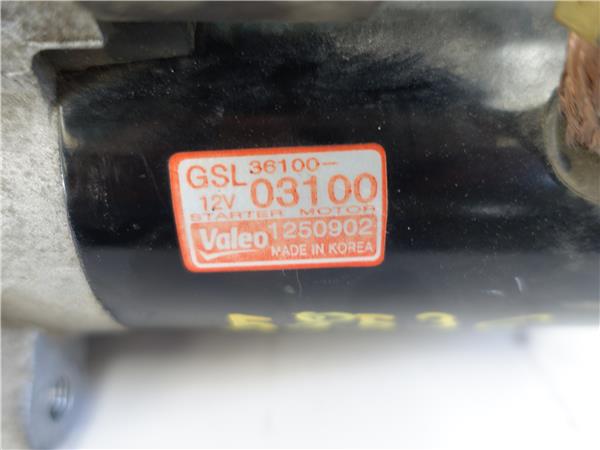 GSL 36100-
12V 03100
STARTER MOTOR
Valeo 1250902
MADE IN KOREA